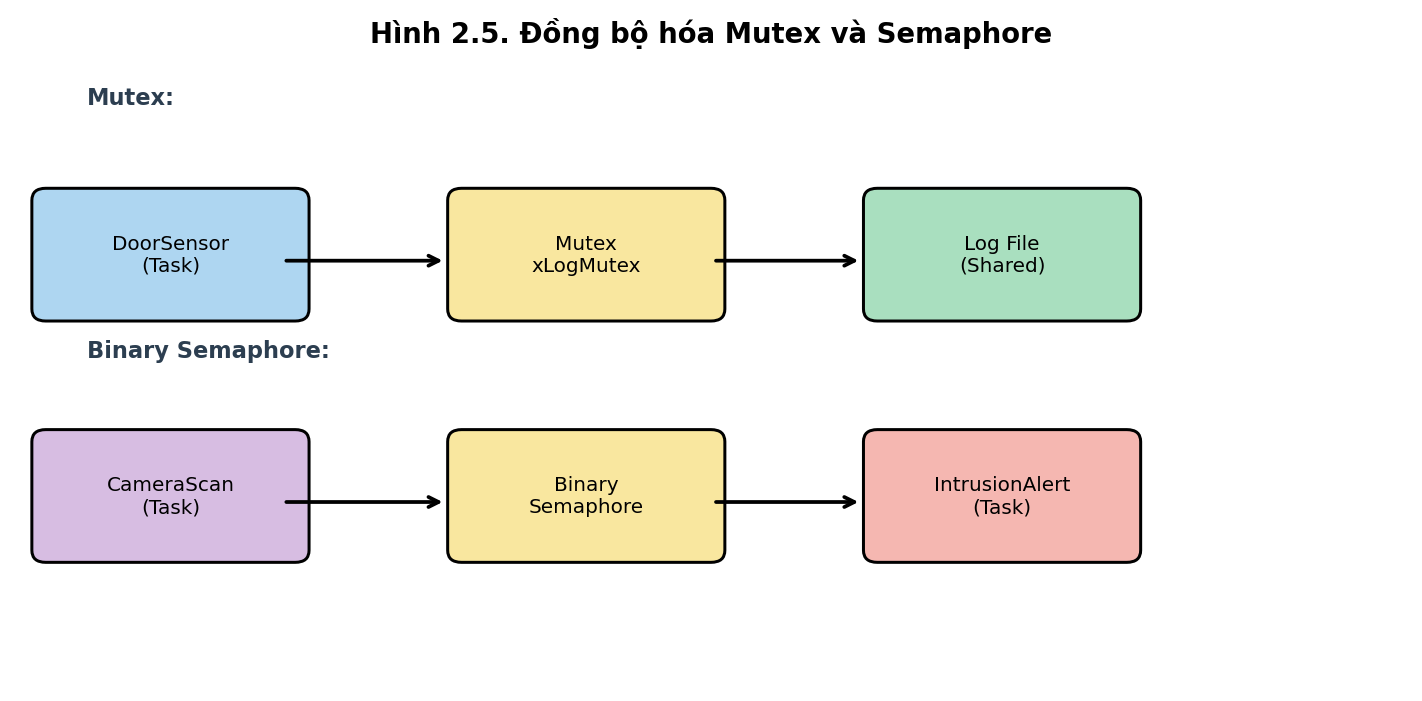 Hình 2.5. Đồng bộ hóa Mutex và Semaphore
Mutex:
DoorSensor
(Task)
Mutex
xLogMutex
Log File
(Shared)
Binary Semaphore:
CameraScan
(Task)
Binary
Semaphore
IntrusionAlert
(Task)